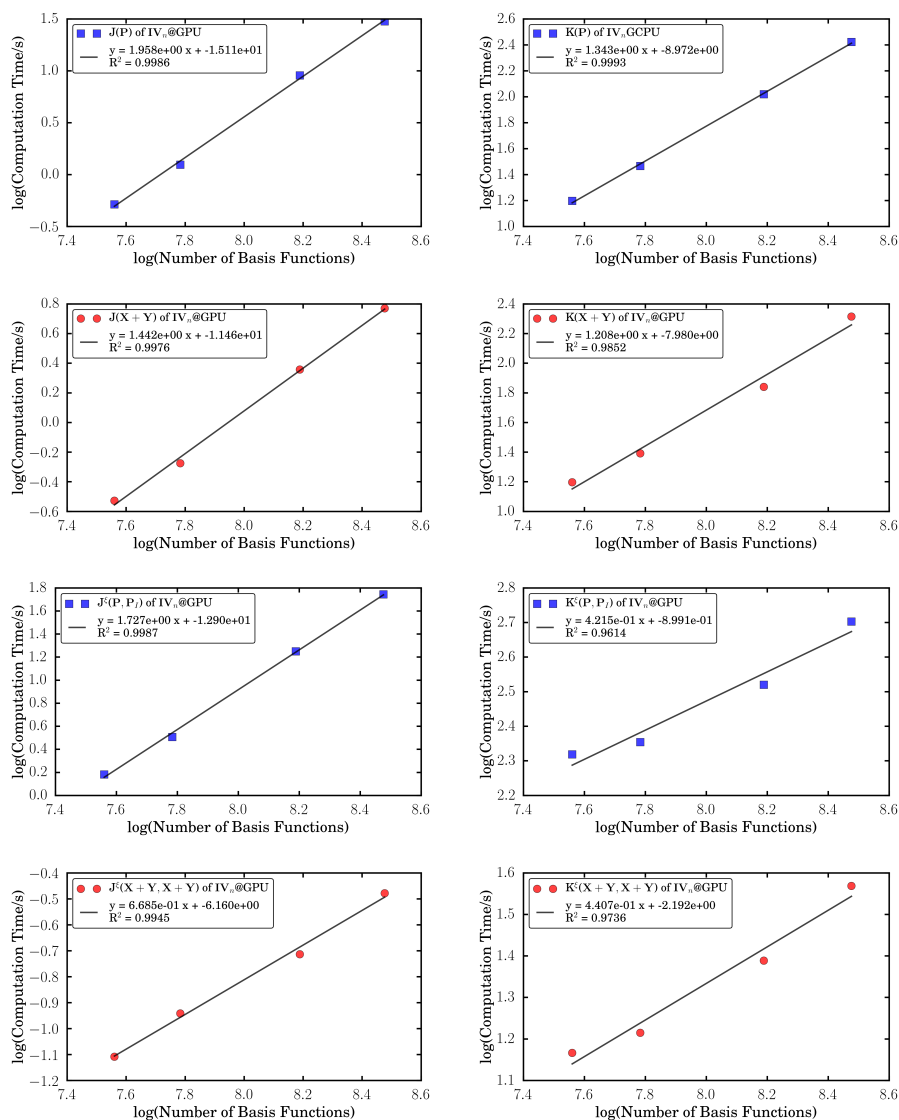 J(P) of IVn@GPU
y = 1.958e+00 x + -1.511e+01
R² = 0.9986
1.5
1.0
0.5
0.0
−0.5
7.4 7.6 7.8 8.0 8.2 8.4 8.6
log(Computation Time/s)
log(Number of Basis Functions)
K(P) of IVnGCPU
y = 1.343e+00 x + -8.972e+00
R² = 0.9993
2.6
2.4
2.2
2.0
1.8
1.6
1.4
1.2
1.0
7.4 7.6 7.8 8.0 8.2 8.4 8.6
log(Computation Time/s)
log(Number of Basis Functions)
J(X + Y) of IVn@GPU
y = 1.442e+00 x + -1.146e+01
R² = 0.9976
0.8
0.6
0.4
0.2
0.0
−0.2
−0.4
−0.6
7.4 7.6 7.8 8.0 8.2 8.4 8.6
log(Computation Time/s)
log(Number of Basis Functions)
K(X + Y) of IVn@GPU
y = 1.208e+00 x + -7.980e+00
R² = 0.9852
2.4
2.2
2.0
1.8
1.6
1.4
1.2
1.0
7.4 7.6 7.8 8.0 8.2 8.4 8.6
log(Computation Time/s)
log(Number of Basis Functions)
J^ξ(P, P_I) of IVn@GPU
y = 1.727e+00 x + -1.290e+01
R² = 0.9987
1.8
1.6
1.4
1.2
1.0
0.8
0.6
0.4
0.2
0.0
7.4 7.6 7.8 8.0 8.2 8.4 8.6
log(Computation Time/s)
log(Number of Basis Functions)
K^ξ(P, P_I) of IVn@GPU
y = 4.215e-01 x + -8.991e-01
R² = 0.9614
2.8
2.7
2.6
2.5
2.4
2.3
2.2
7.4 7.6 7.8 8.0 8.2 8.4 8.6
log(Computation Time/s)
log(Number of Basis Functions)
J^ξ(X + Y, X + Y) of IVn@GPU
y = 6.685e-01 x + -6.160e+00
R² = 0.9945
−0.4
−0.5
−0.6
−0.7
−0.8
−0.9
−1.0
−1.1
−1.2
7.4 7.6 7.8 8.0 8.2 8.4 8.6
log(Computation Time/s)
log(Number of Basis Functions)
K^ξ(X + Y, X + Y) of IVn@GPU
y = 4.407e-01 x + -2.192e+00
R² = 0.9736
1.6
1.5
1.4
1.3
1.2
1.1
7.4 7.6 7.8 8.0 8.2 8.4 8.6
log(Computation Time/s)
log(Number of Basis Functions)